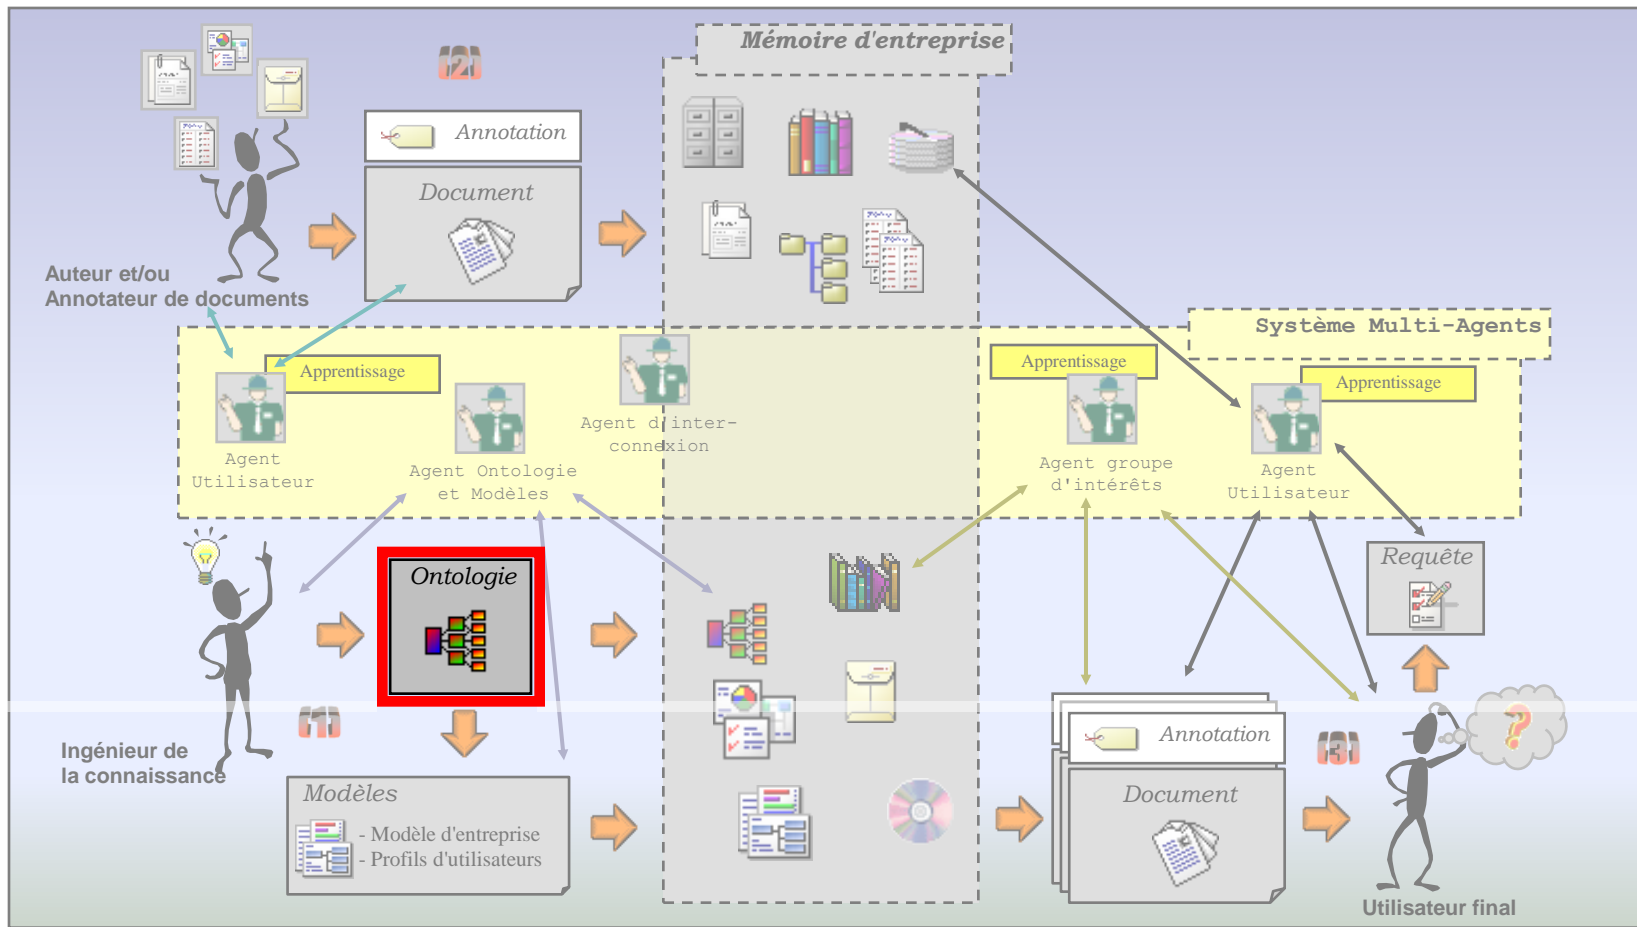 Mémoire d'entreprise
[2]
Annotation
Document
Auteur et/ou
Annotateur de documents
Système Multi-Agents
Apprentissage
Apprentissage
Apprentissage
Agent d'inter-
connexion
Agent
Utilisateur
Agent Ontologie
et Modèles
Agent groupe
d'intérêts
Agent
Utilisateur
Ontologie
Requête
[1]
Ingénieur de
la connaissance
Modèles
- Modèle d'entreprise
- Profils d'utilisateurs
Annotation
Document
[3]
?
Utilisateur final